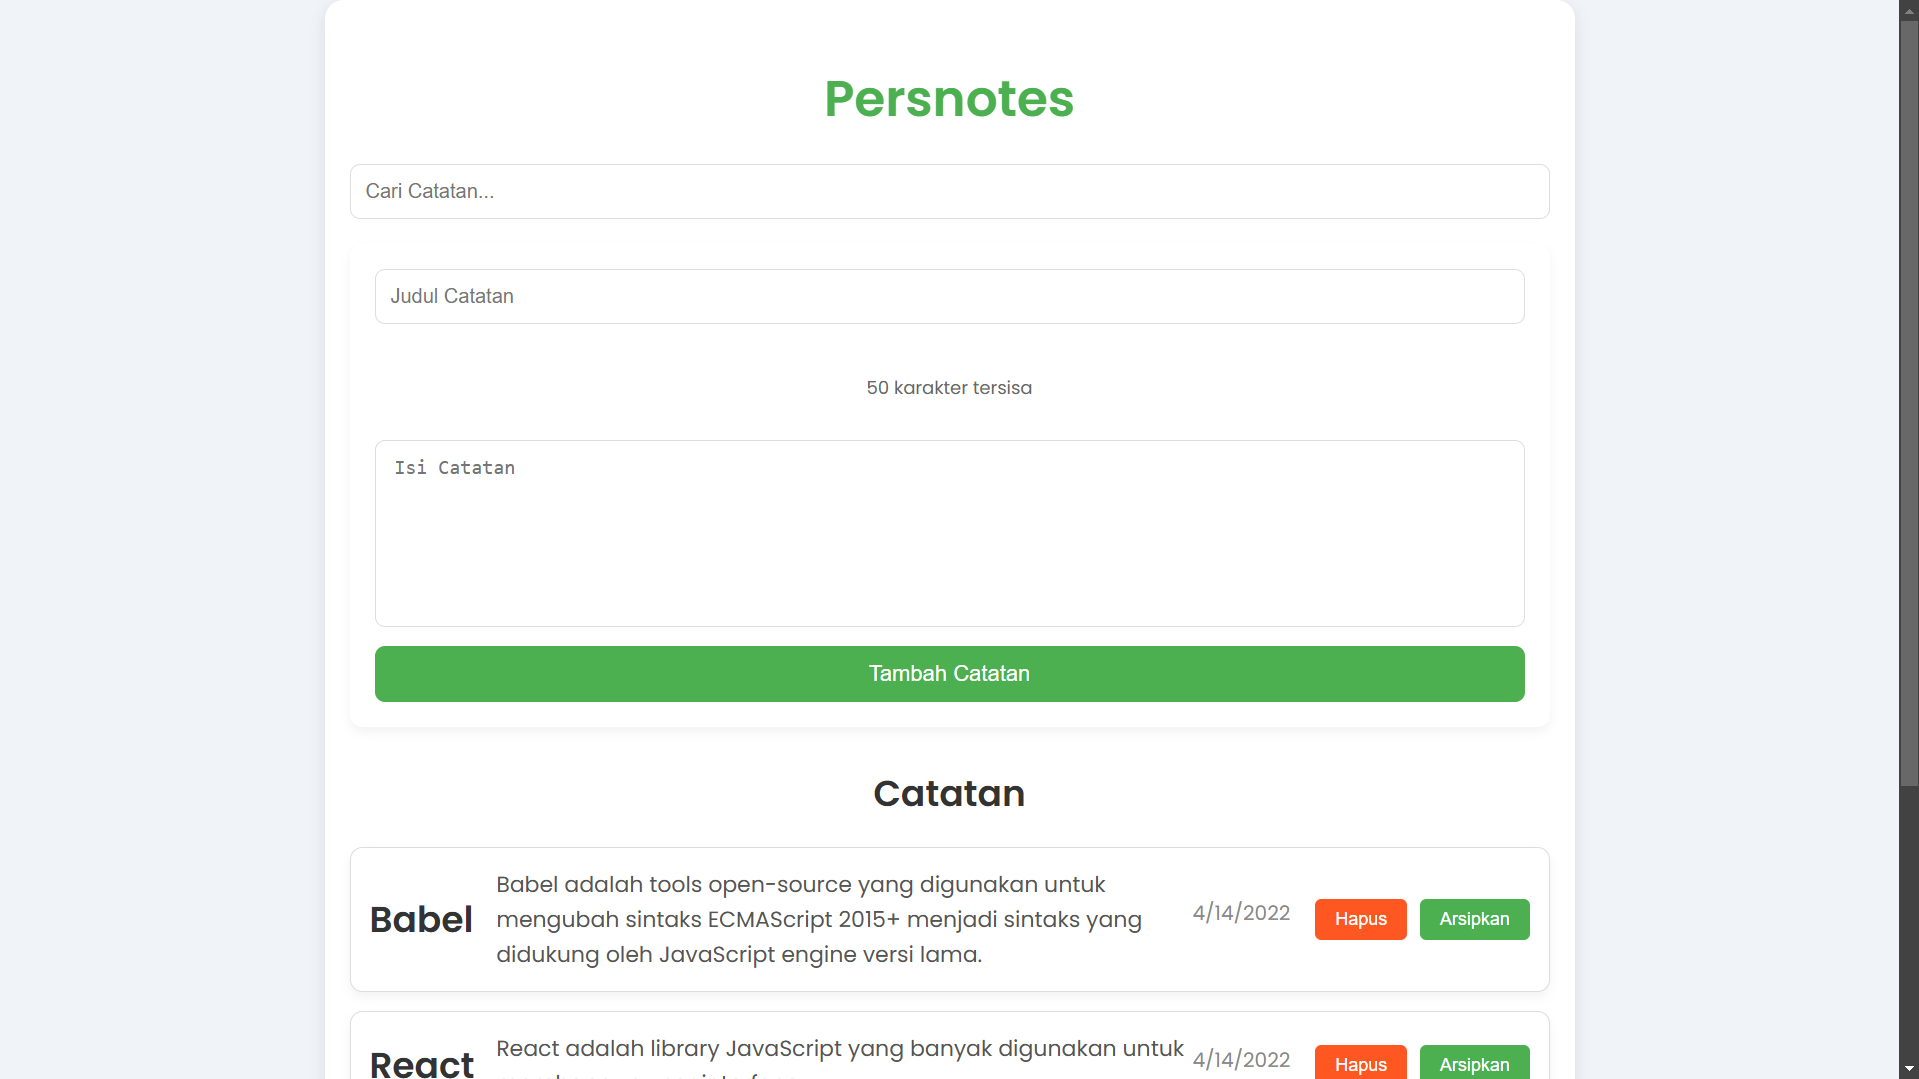 Persnotes
Cari Catatan...
Judul Catatan
50 karakter tersisa
Isi Catatan
Tambah Catatan
Catatan
Babel
Babel adalah tools open-source yang digunakan untuk
mengubah sintaks ECMAScript 2015+ menjadi sintaks yang
didukung oleh JavaScript engine versi lama.
4/14/2022
Hapus
Arsipkan
React
React adalah library JavaScript yang banyak digunakan untuk
4/14/2022
Hapus
Arsipkan